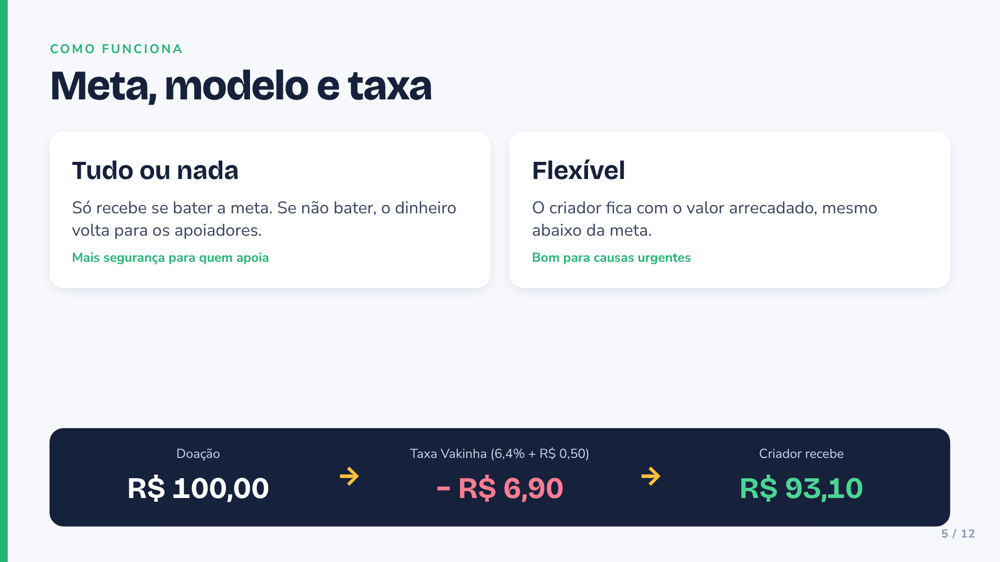 COMO FUNCIONA
Meta, modelo e taxa
Tudo ou nada
Só recebe se bater a meta. Se não bater, o dinheiro
volta para os apoiadores.
Mais segurança para quem apoia
Flexível
O criador fica com o valor arrecadado, mesmo
abaixo da meta.
Bom para causas urgentes
Doação
R$ 100,00
→
Taxa Vakinha (6,4% + R$ 0,50)
− R$ 6,90
→
Criador recebe
R$ 93,10
5 / 12